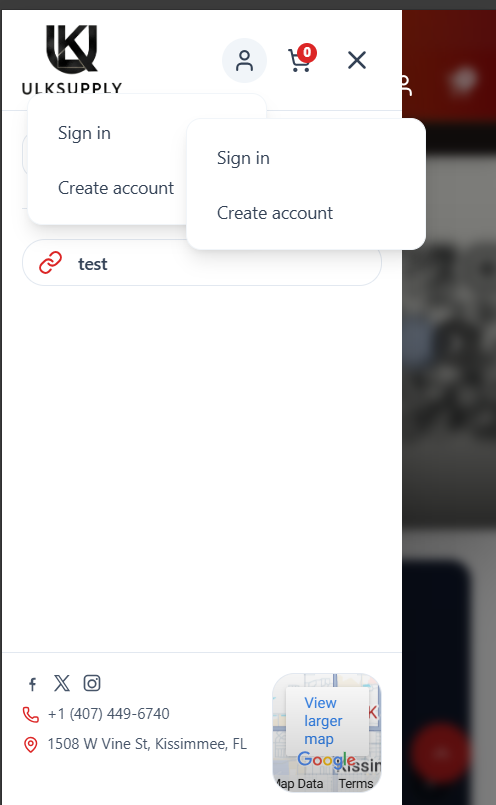 ULKSUPPLY
0
Sign in
Create account
Sign in
Create account
test
+1 (407) 449-6740
1508 W Vine St, Kissimmee, FL
View
larger
map
Google
Kissim
Map Data
Terms